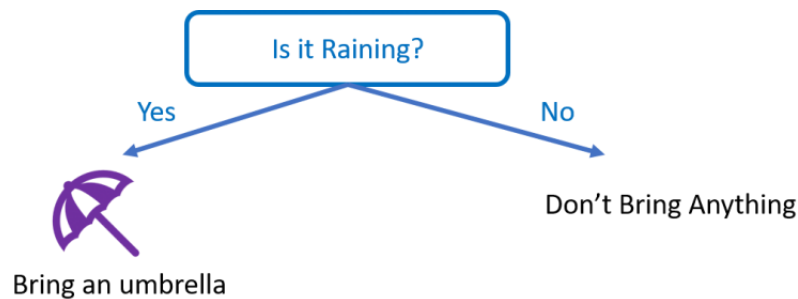 Is it Raining?
Yes
No
Don't Bring Anything
Bring an umbrella